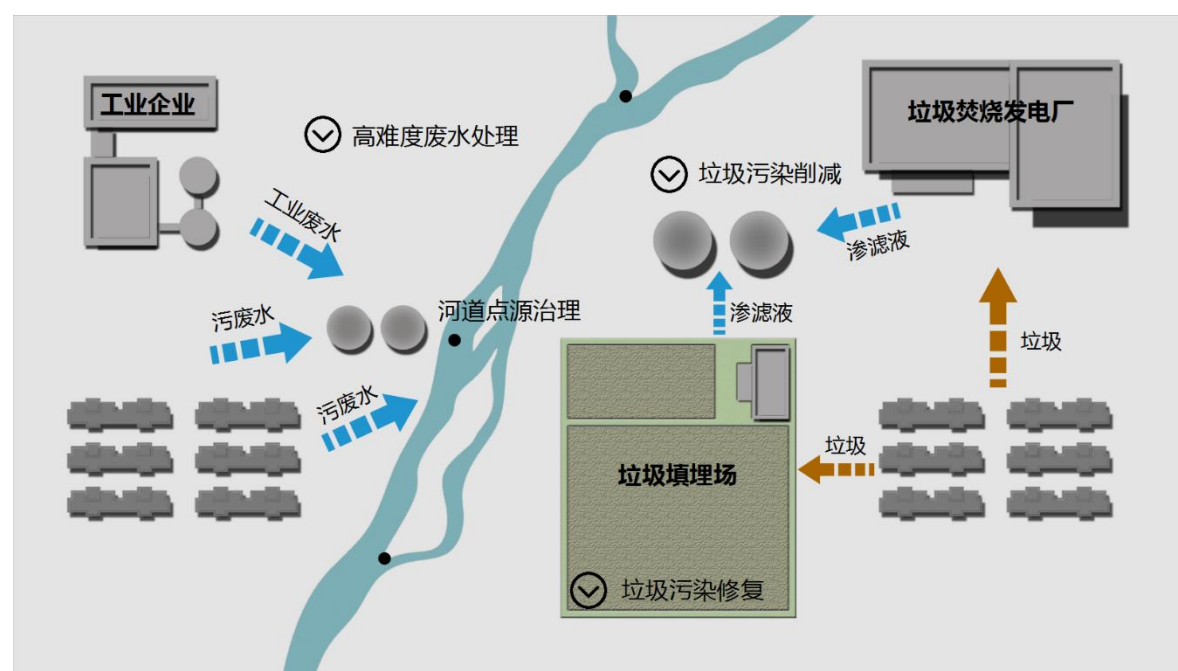 工业企业
垃圾焚烧发电厂
高难度废水处理
垃圾污染削减
工业废水
渗滤液
污废水
河道点源治理
渗滤液
垃圾
污废水
垃圾
垃圾填埋场
垃圾污染修复